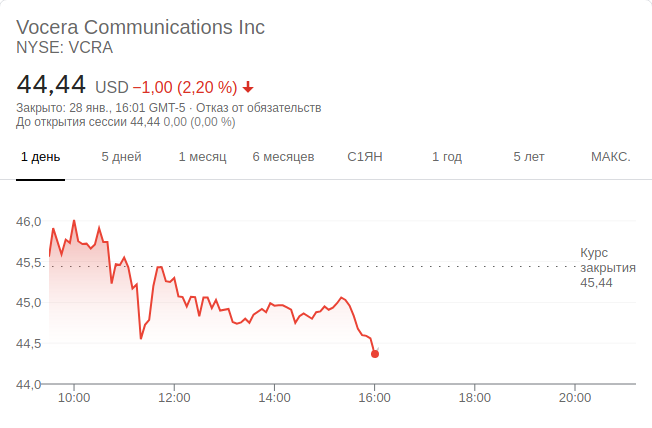 Vocera Communications Inc
NYSE: VCRA
44,44 USD −1,00 (2,20 %)
Закрыто: 28 янв., 16:01 GMT-5 · Отказ от обязательств
До открытия сессии 44,44 0,00 (0,00 %)
1 день 5 дней 1 месяц 6 месяцев С1ЯН 1 год 5 лет МАКС.
46,0
45,5
45,0
44,5
44,0
Курс
закрытия
45,44
10:00 12:00 14:00 16:00 18:00 20:00